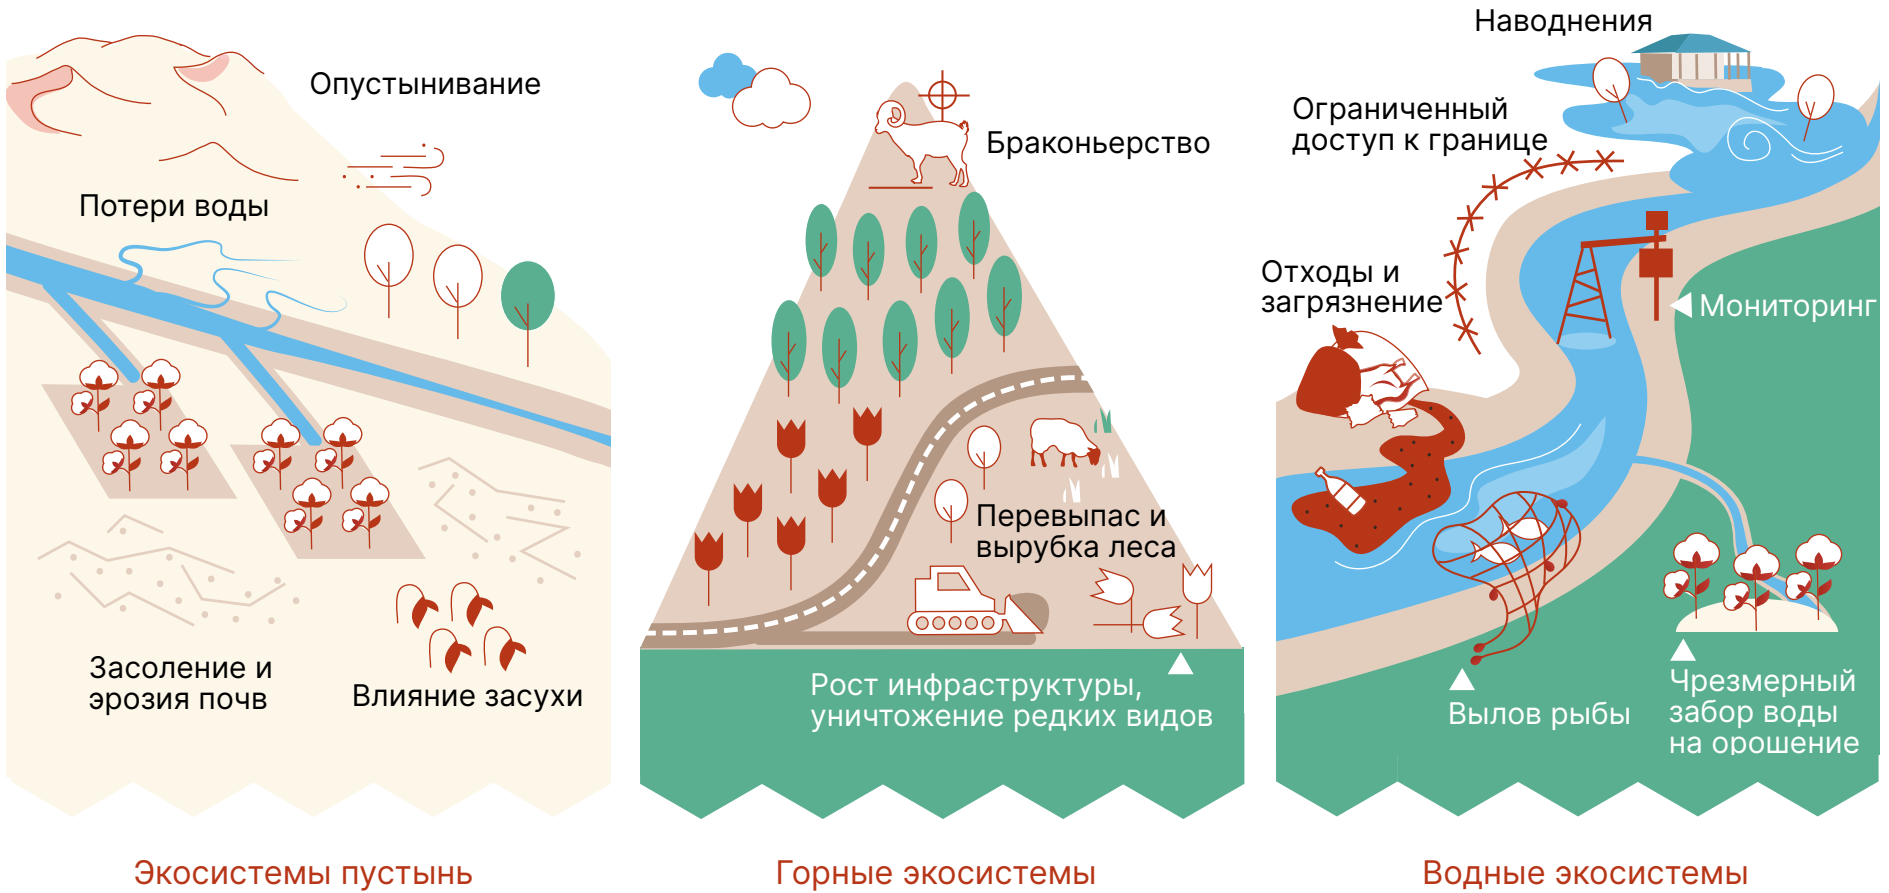 Опустынивание
Потери воды
Засоление и
эрозия почв
Влияние засухи
Экосистемы пустынь
Браконьерство
Перевыпас и
вырубка леса
Рост инфраструктуры,
уничтожение редких видов
Горные экосистемы
Наводнения
Ограниченный
доступ к границе
Отходы и
загрязнение
Мониторинг
Вылов рыбы
Чрезмерный
забор воды
на орошение
Водные экосистемы